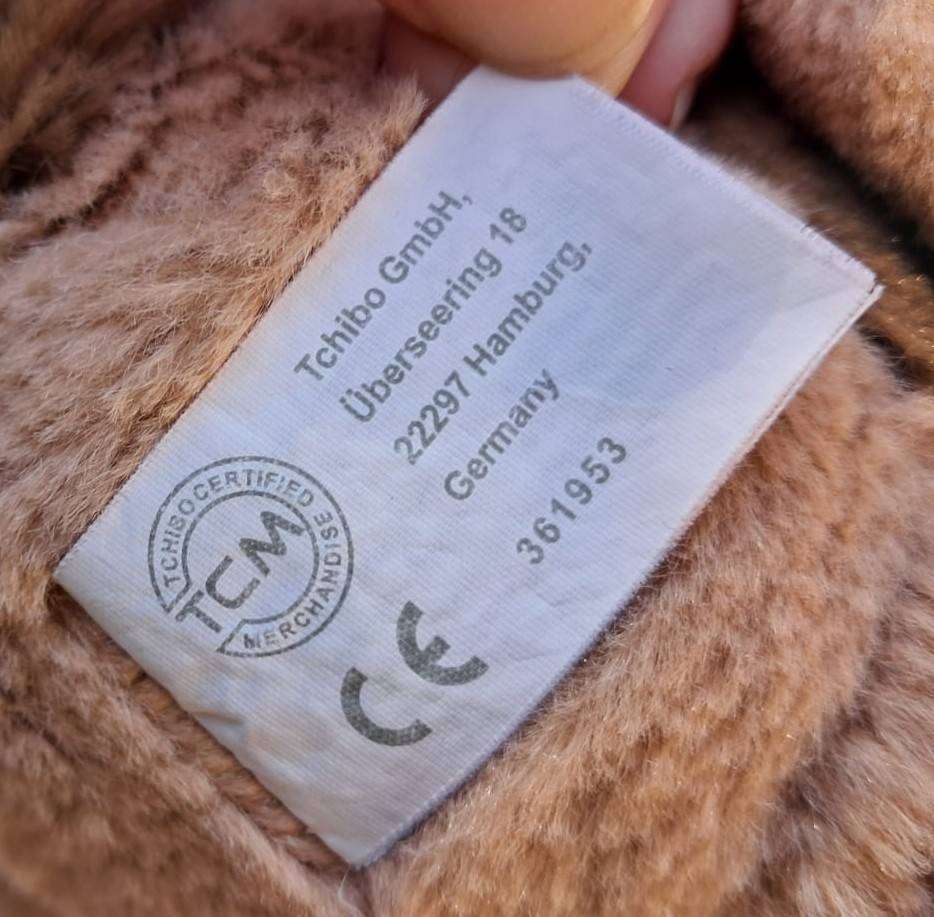 Tchibo GmbH,
Überseering 18
22297 Hamburg,
Germany
361953
TCHIBO CERTIFIED MERCHANDISE
TCM
CE